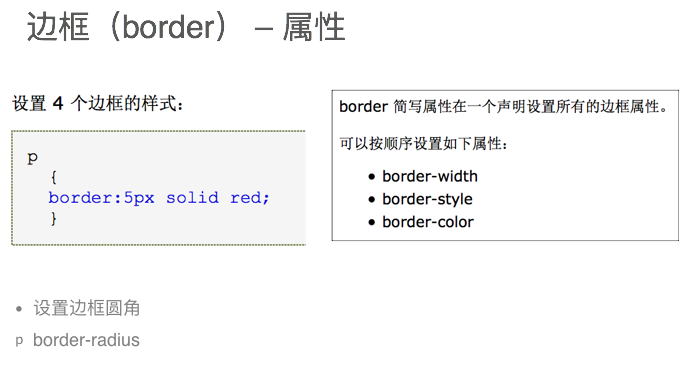 边框（border） – 属性
设置 4 个边框的样式：
p
{
border:5px solid red;
}
border 简写属性在一个声明设置所有的边框属性。
可以按顺序设置如下属性：
• border-width
• border-style
• border-color
• 设置边框圆角
p border-radius